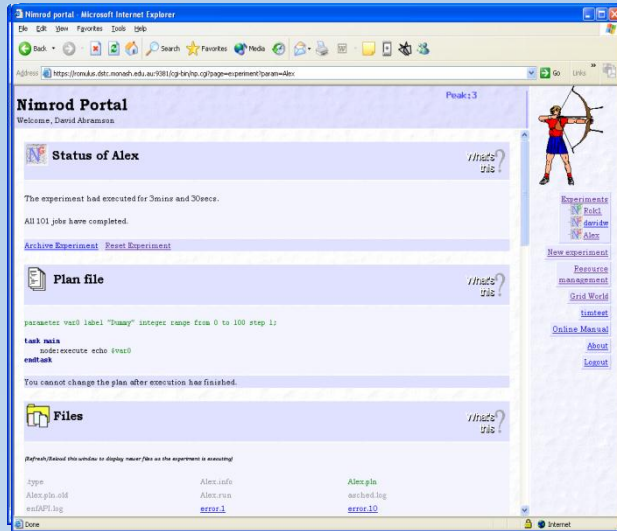 Nimrod portal - Microsoft Internet Explorer
File Edit View Favorites Tools Help
Back Search Favorites Media
Address https://romulus.dstc.monash.edu.au:9381/cgi-bin/np.cgi?page=experiment?param=Alex Go Links »
Nimrod Portal
Peak:3
Welcome, David Abramson
Status of Alex
What's this?
The experiment had executed for 3mins and 30secs.
All 101 jobs have completed.
Archive Experiment Reset Experiment
Plan file
What's this?
parameter var0 label "Dummy" integer range from 0 to 100 step 1;
task main
node:execute echo $var0
endtask
You cannot change the plan after execution has finished.
Files
What's this?
(Refresh/Reload this window to display newer files as the experiment is executing)
.type Alex.info Alex.pln
Alex.pln.old Alex.run asched.log
enfAPI.log error.1 error.10
Experiments
Rok1
davidw
Alex
New experiment
Resource
management
Grid World
timtest
Online Manual
About
Logout
Done Internet